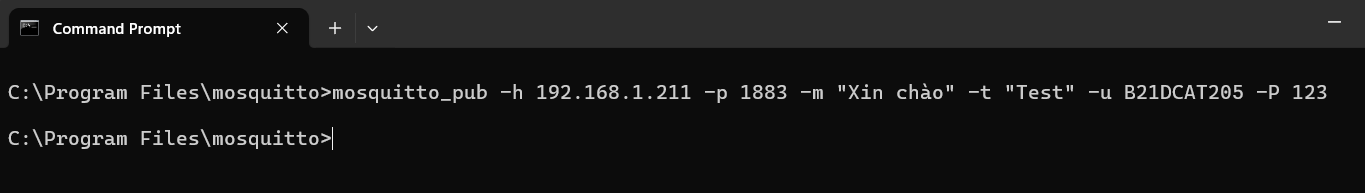 Command Prompt
C:\Program Files\mosquitto>mosquitto_pub -h 192.168.1.211 -p 1883 -m "Xin chào" -t "Test" -u B21DCAT205 -P 123
C:\Program Files\mosquitto>